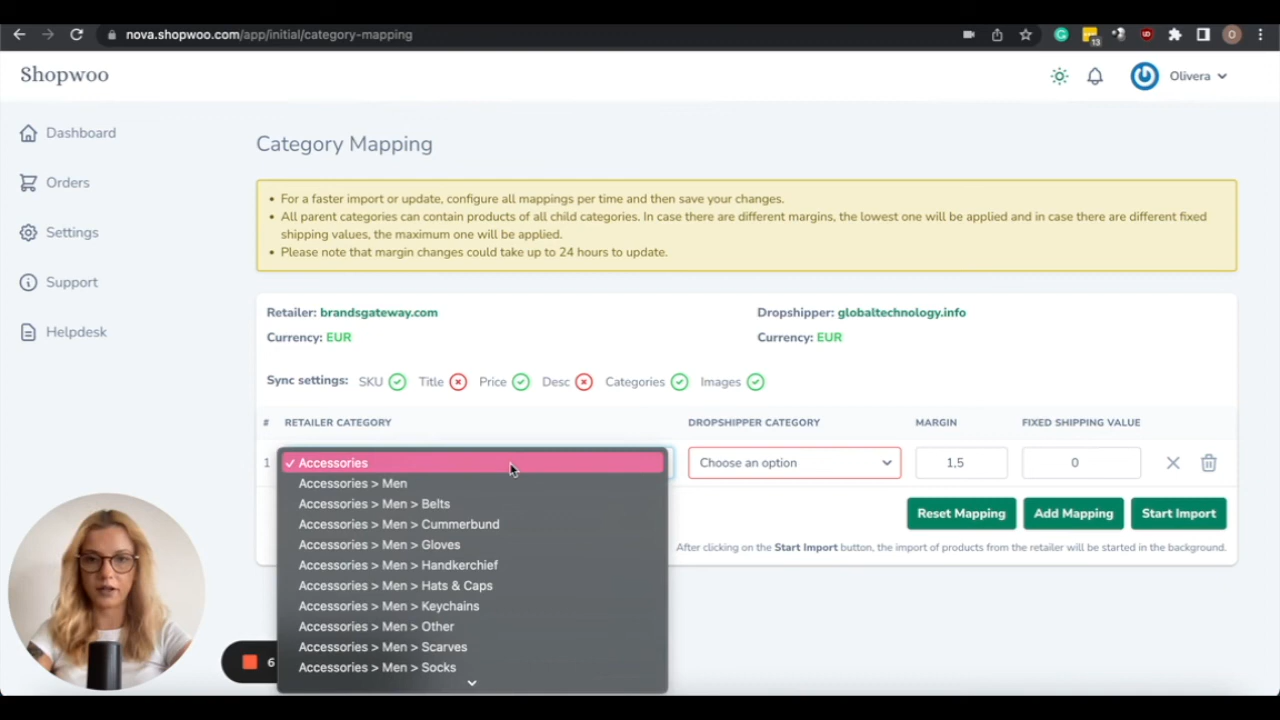 nova.shopwoo.com/app/initial/category-mapping
13
O
Shopwoo
Olivera
Dashboard
Orders
Settings
Support
Helpdesk
Category Mapping
• For a faster import or update, configure all mappings per time and then save your changes.
• All parent categories can contain products of all child categories. In case there are different margins, the lowest one will be applied and in case there are different fixed
shipping values, the maximum one will be applied.
• Please note that margin changes could take up to 24 hours to update.
Retailer: brandsgateway.com
Dropshipper: globaltechnology.info
Currency: EUR
Currency: EUR
Sync settings: SKU Title Price Desc Categories Images
# RETAILER CATEGORY DROPSHIPPER CATEGORY MARGIN FIXED SHIPPING VALUE
1 ✓ Accessories Choose an option 1,5 0
Accessories > Men
Accessories > Men > Belts
Accessories > Men > Cummerbund
Accessories > Men > Gloves
Accessories > Men > Handkerchief
Accessories > Men > Hats & Caps
Accessories > Men > Keychains
Accessories > Men > Other
Accessories > Men > Scarves
Accessories > Men > Socks
Reset Mapping Add Mapping Start Import
After clicking on the Start Import button, the import of products from the retailer will be started in the background.
6